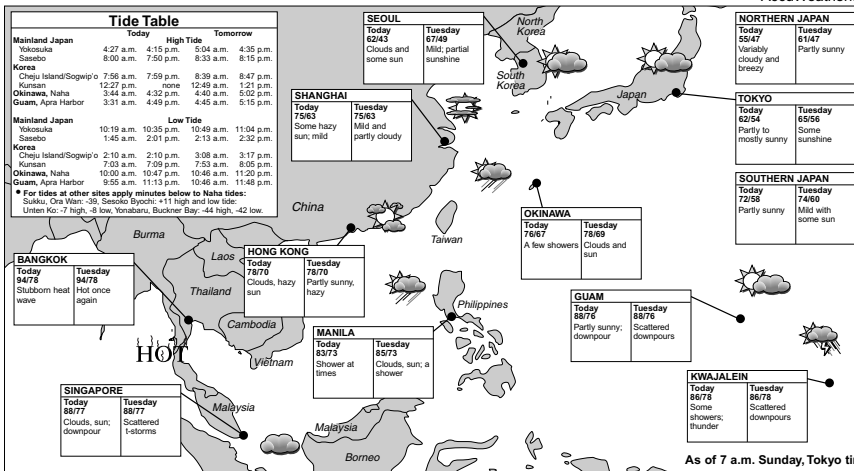 Tide Table
Today Tomorrow
Mainland Japan High Tide
Yokosuka 4:27 a.m. 4:15 p.m. 5:04 a.m. 4:35 p.m.
Sasebo 8:00 a.m. 7:50 p.m. 8:33 a.m. 8:15 p.m.
Korea
Cheju Island/Sogwip'o 7:56 a.m. 7:59 p.m. 8:39 a.m. 8:47 p.m.
Kunsan 12:27 p.m. none 12:49 a.m. 1:21 p.m.
Okinawa, Naha 3:44 a.m. 4:32 p.m. 4:40 a.m. 5:02 p.m.
Guam, Apra Harbor 3:31 a.m. 4:49 p.m. 4:45 a.m. 5:15 p.m.
Mainland Japan Low Tide
Yokosuka 10:19 a.m. 10:35 p.m. 10:49 a.m. 11:04 p.m.
Sasebo 1:45 a.m. 2:01 p.m. 2:13 a.m. 2:32 p.m.
Korea
Cheju Island/Sogwip'o 2:10 a.m. 2:10 p.m. 3:08 a.m. 3:17 p.m.
Kunsan 7:03 a.m. 7:09 p.m. 7:53 a.m. 8:05 p.m.
Okinawa, Naha 10:00 a.m. 10:47 p.m. 10:46 a.m. 11:20 p.m.
Guam, Apra Harbor 9:55 a.m. 11:13 p.m. 10:46 a.m. 11:48 p.m.
• For tides at other sites apply minutes below to Naha tides:
Sukku, Ora Wan: -39, Sesoko Byochi: +11 high and low tide:
Unten Ko: -7 high, -8 low, Yonabaru, Buckner Bay: -44 high, -42 low.
SEOUL
Today Tuesday
62/43 67/49
Clouds and Mild; partial
some sun sunshine
North
Korea
South
Korea
Japan
NORTHERN JAPAN
Today Tuesday
55/47 61/47
Variably Partly sunny
cloudy and
breezy
SHANGHAI
Today Tuesday
75/63 75/63
Some hazy Mild and
sun; mild partly cloudy
TOKYO
Today Tuesday
62/54 65/56
Partly to Some
mostly sunny sunshine
SOUTHERN JAPAN
Today Tuesday
72/58 74/60
Partly sunny Mild with
some sun
China
Taiwan
OKINAWA
Today Tuesday
76/67 78/69
A few showers Clouds and
sun
Burma
Laos
Thailand
Cambodia
Vietnam
BANGKOK
Today Tuesday
94/78 94/78
Stubborn heat Hot once
wave again
HONG KONG
Today Tuesday
78/70 78/70
Clouds, hazy Partly sunny,
sun hazy
Philippines
GUAM
Today Tuesday
88/76 88/76
Partly sunny; Scattered
downpour downpours
HOT
MANILA
Today Tuesday
83/73 85/73
Shower at Clouds, sun; a
times shower
SINGAPORE
Today Tuesday
88/77 88/77
Clouds, sun; Scattered
downpour t-storms
Malaysia
Malaysia
Borneo
KWAJALEIN
Today Tuesday
86/78 86/78
Some Scattered
showers; downpours
thunder
As of 7 a.m. Sunday, Tokyo